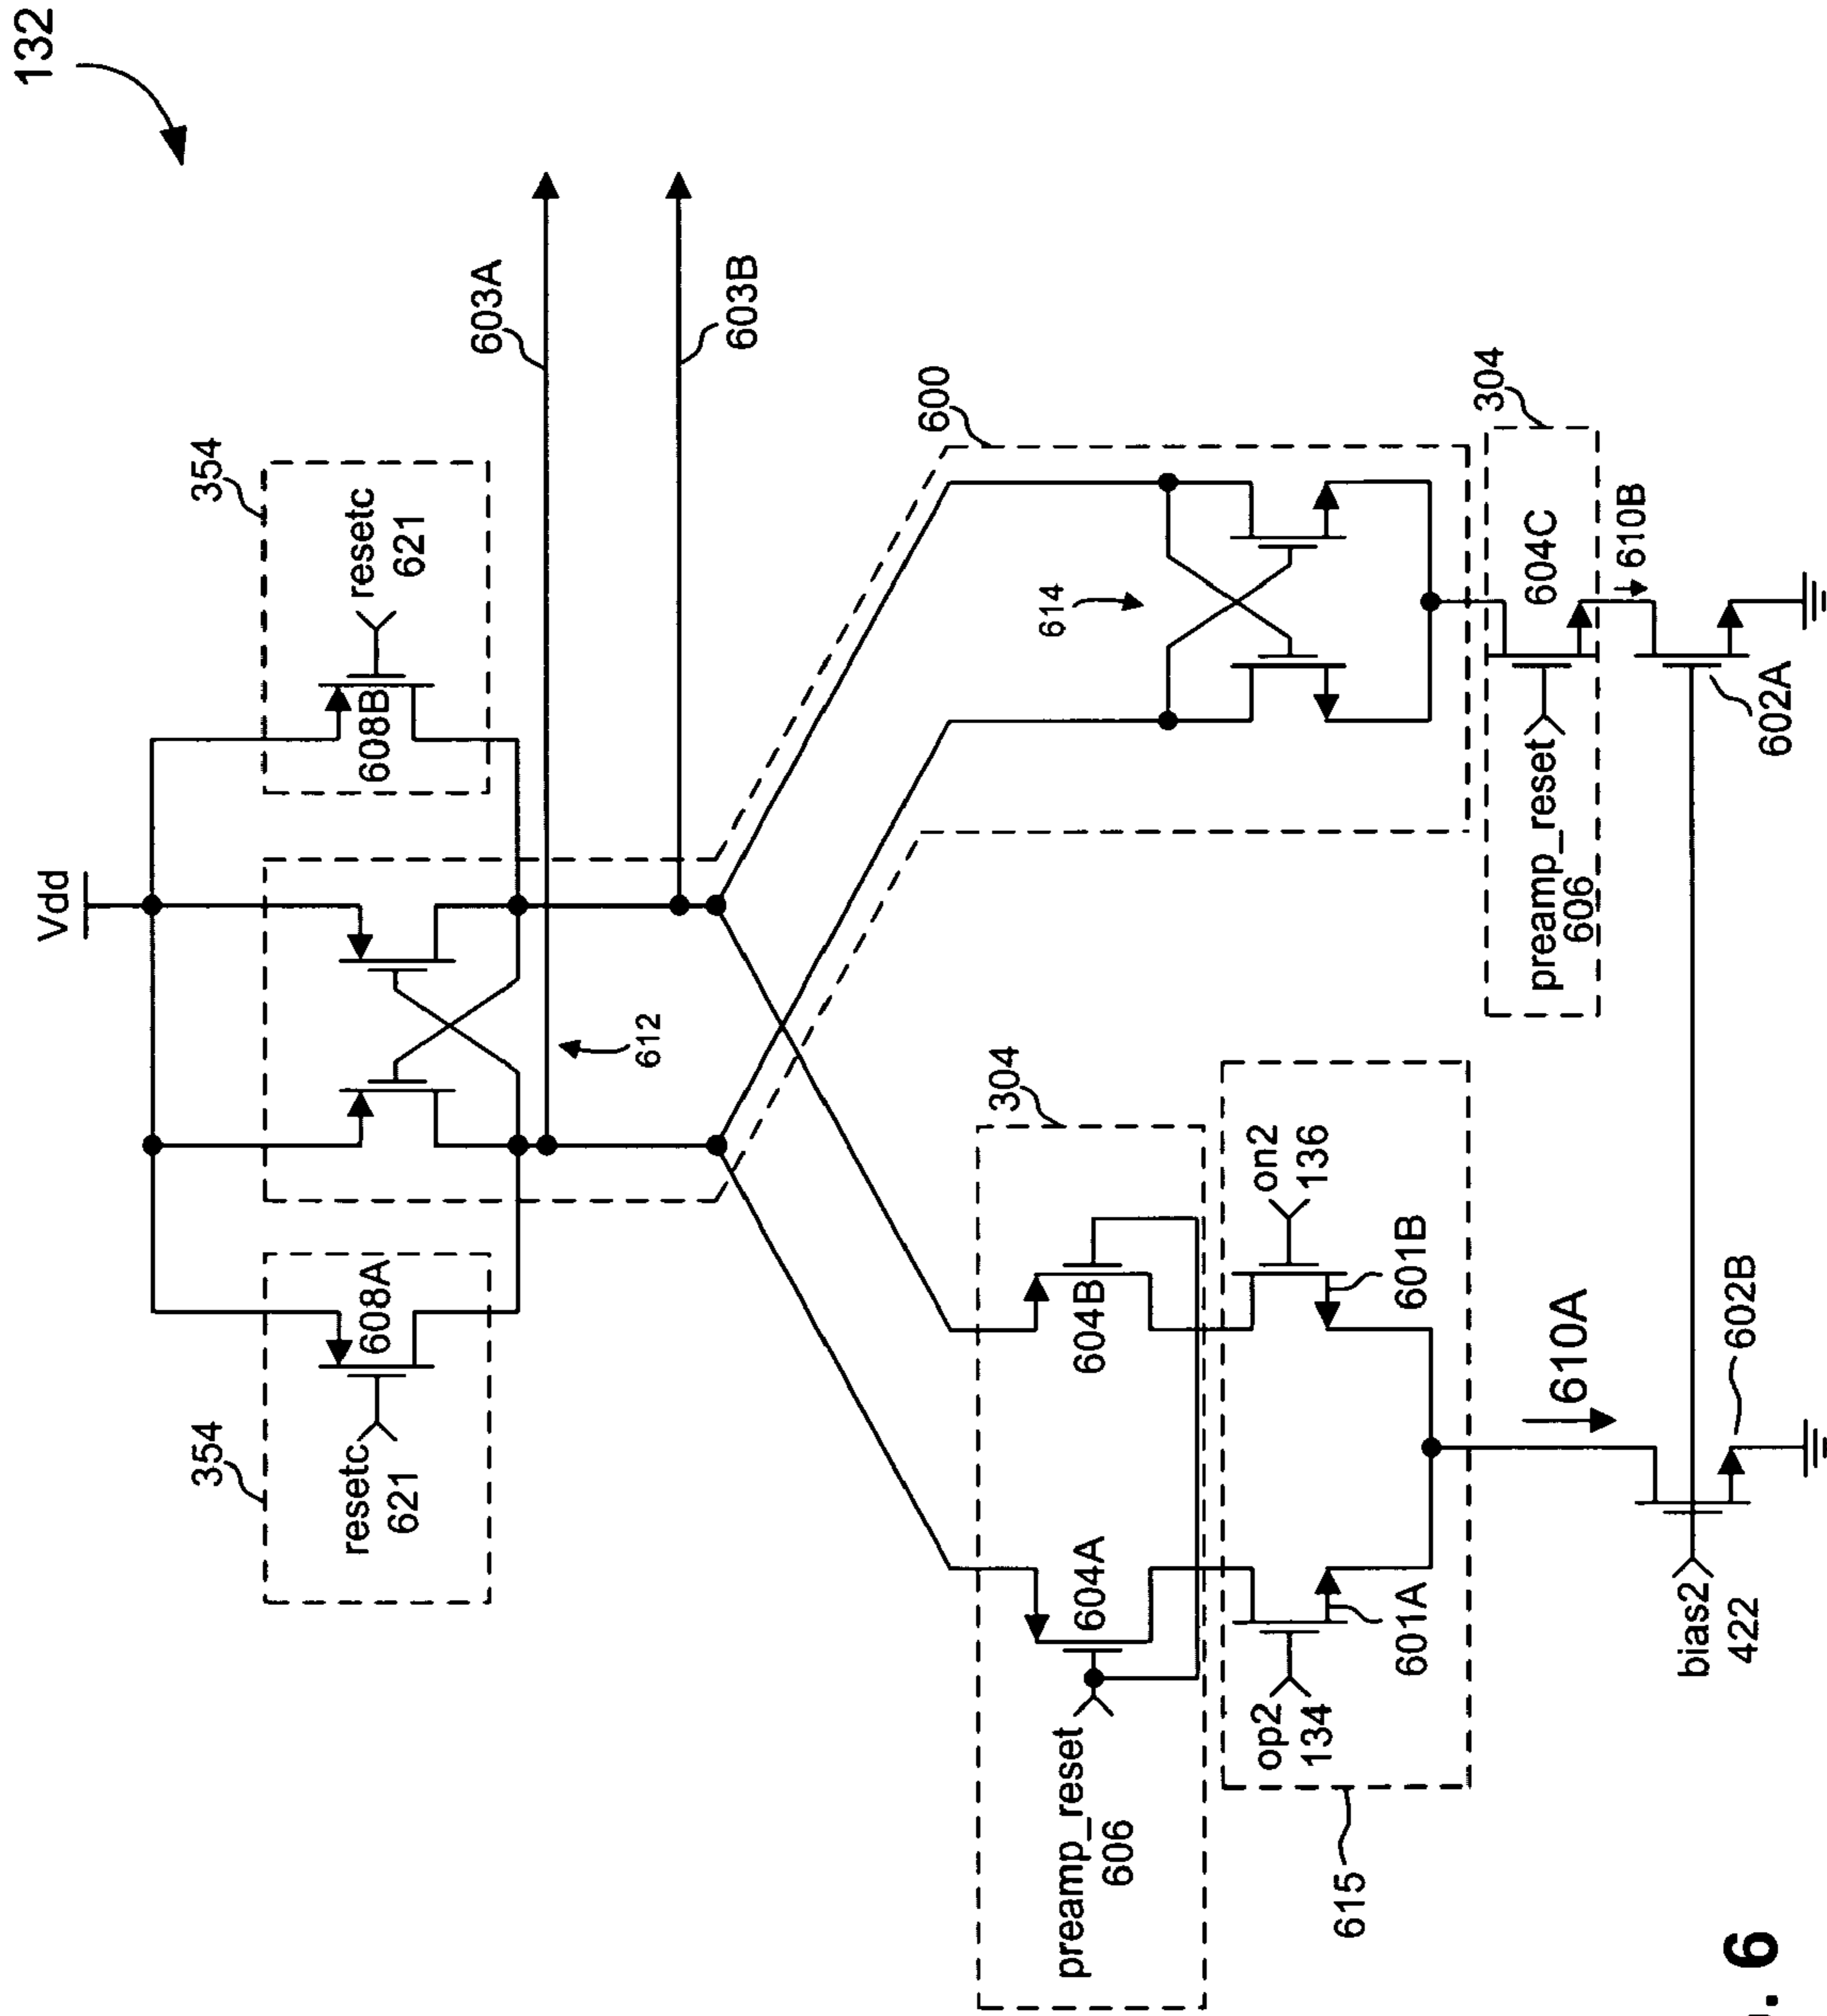 132
Vdd
354
resetc
621
608A
354
608B
resetc
621
612
603A
603B
600
614
304
preamp_reset
606
604A
604B
op2
134
on2
136
601A
601B
615
610A
bias2
422
602B
304
preamp_reset
606
604C
610B
602A
. 6